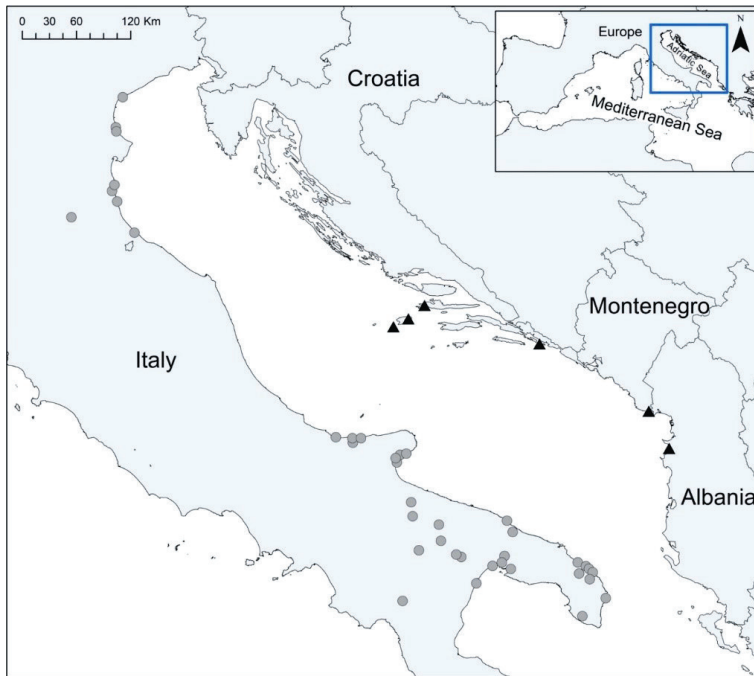 0 30 60 120 Km
N
Europe
Adriatic Sea
Mediterranean Sea
Croatia
Montenegro
Italy
Albania